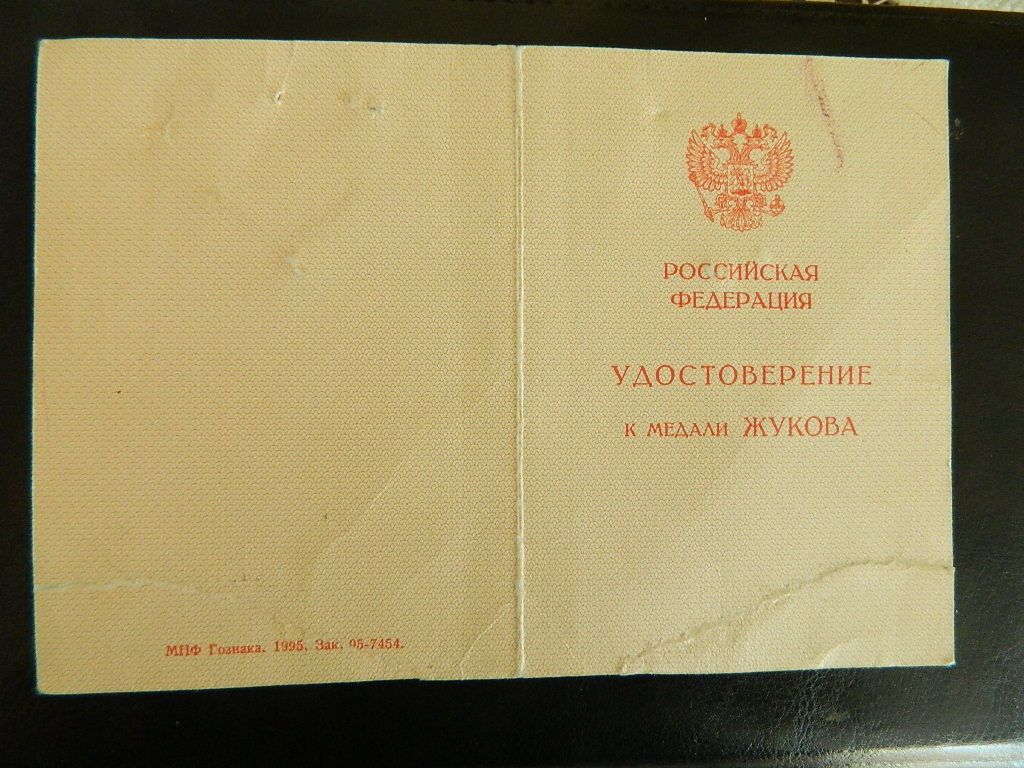 МПФ Гознака. 1995. Зак. 95-7454.
РОССИЙСКАЯ
ФЕДЕРАЦИЯ
УДОСТОВЕРЕНИЕ
К МЕДАЛИ ЖУКОВА